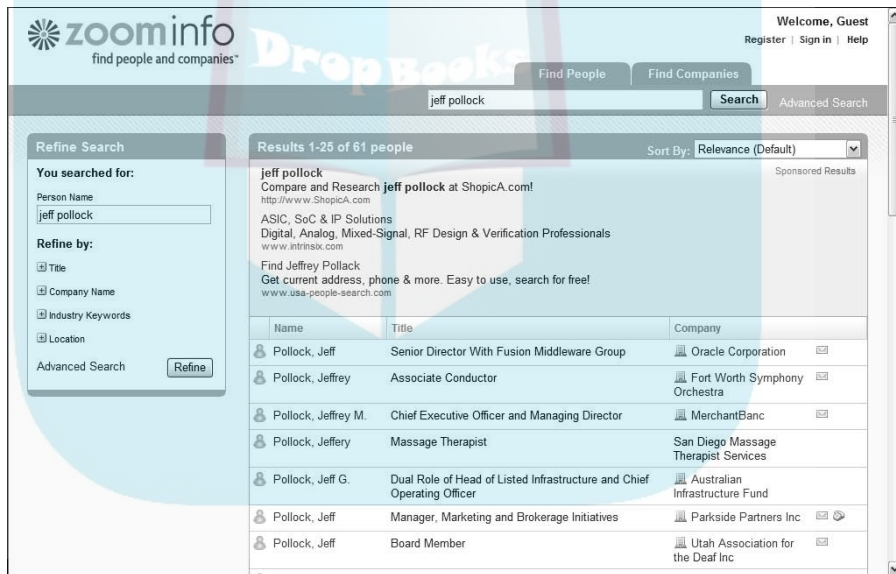 zoominfo
find people and companies™
DropBooks
Welcome, Guest
Register | Sign in | Help
Find People
Find Companies
jeff pollock
Search
Advanced Search
Refine Search
You searched for:
Person Name
jeff pollock
Refine by:
Title
Company Name
Industry Keywords
Location
Advanced Search
Refine
Results 1-25 of 61 people
Sort By: Relevance (Default)
Sponsored Results
jeff pollock
Compare and Research jeff pollock at ShopicA.com!
http://www.ShopicA.com
ASIC, SoC & IP Solutions
Digital, Analog, Mixed-Signal, RF Design & Verification Professionals
www.intrinsix.com
Find Jeffrey Pollack
Get current address, phone & more. Easy to use, search for free!
www.usa-people-search.com
Name Title Company
Pollock, Jeff Senior Director With Fusion Middleware Group Oracle Corporation
Pollock, Jeffrey Associate Conductor Fort Worth Symphony
Orchestra
Pollock, Jeffrey M. Chief Executive Officer and Managing Director MerchantBanc
Pollock, Jeffery Massage Therapist San Diego Massage
Therapist Services
Pollock, Jeff G. Dual Role of Head of Listed Infrastructure and Chief Australian
Operating Officer Infrastructure Fund
Pollock, Jeff Manager, Marketing and Brokerage Initiatives Parkside Partners Inc
Pollock, Jeff Board Member Utah Association for
the Deaf Inc